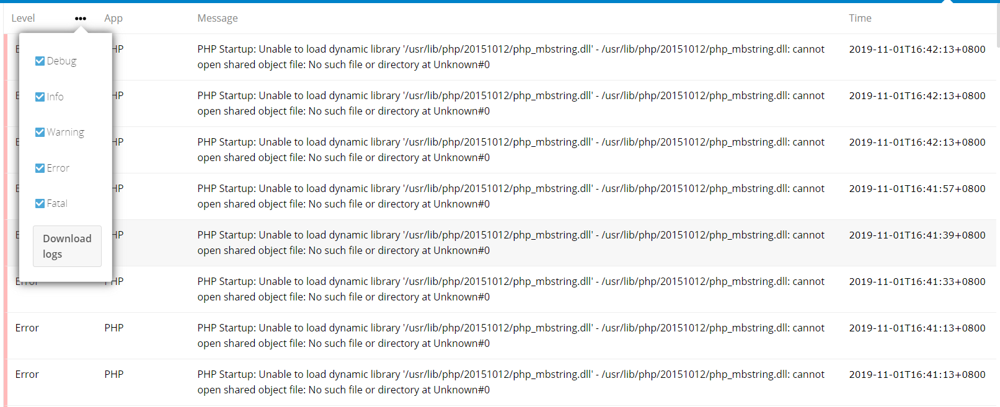 Level ••• App Message Time
Debug
Info
Warning
Error
Fatal
Download
logs
PHP Startup: Unable to load dynamic library '/usr/lib/php/20151012/php_mbstring.dll' - /usr/lib/php/20151012/php_mbstring.dll: cannot 2019-11-01T16:42:13+0800
open shared object file: No such file or directory at Unknown#0
PHP Startup: Unable to load dynamic library '/usr/lib/php/20151012/php_mbstring.dll' - /usr/lib/php/20151012/php_mbstring.dll: cannot 2019-11-01T16:42:13+0800
open shared object file: No such file or directory at Unknown#0
PHP Startup: Unable to load dynamic library '/usr/lib/php/20151012/php_mbstring.dll' - /usr/lib/php/20151012/php_mbstring.dll: cannot 2019-11-01T16:42:13+0800
open shared object file: No such file or directory at Unknown#0
PHP Startup: Unable to load dynamic library '/usr/lib/php/20151012/php_mbstring.dll' - /usr/lib/php/20151012/php_mbstring.dll: cannot 2019-11-01T16:41:57+0800
open shared object file: No such file or directory at Unknown#0
PHP Startup: Unable to load dynamic library '/usr/lib/php/20151012/php_mbstring.dll' - /usr/lib/php/20151012/php_mbstring.dll: cannot 2019-11-01T16:41:39+0800
open shared object file: No such file or directory at Unknown#0
PHP Startup: Unable to load dynamic library '/usr/lib/php/20151012/php_mbstring.dll' - /usr/lib/php/20151012/php_mbstring.dll: cannot 2019-11-01T16:41:33+0800
open shared object file: No such file or directory at Unknown#0
Error PHP PHP Startup: Unable to load dynamic library '/usr/lib/php/20151012/php_mbstring.dll' - /usr/lib/php/20151012/php_mbstring.dll: cannot 2019-11-01T16:41:13+0800
open shared object file: No such file or directory at Unknown#0
Error PHP PHP Startup: Unable to load dynamic library '/usr/lib/php/20151012/php_mbstring.dll' - /usr/lib/php/20151012/php_mbstring.dll: cannot 2019-11-01T16:41:13+0800
open shared object file: No such file or directory at Unknown#0